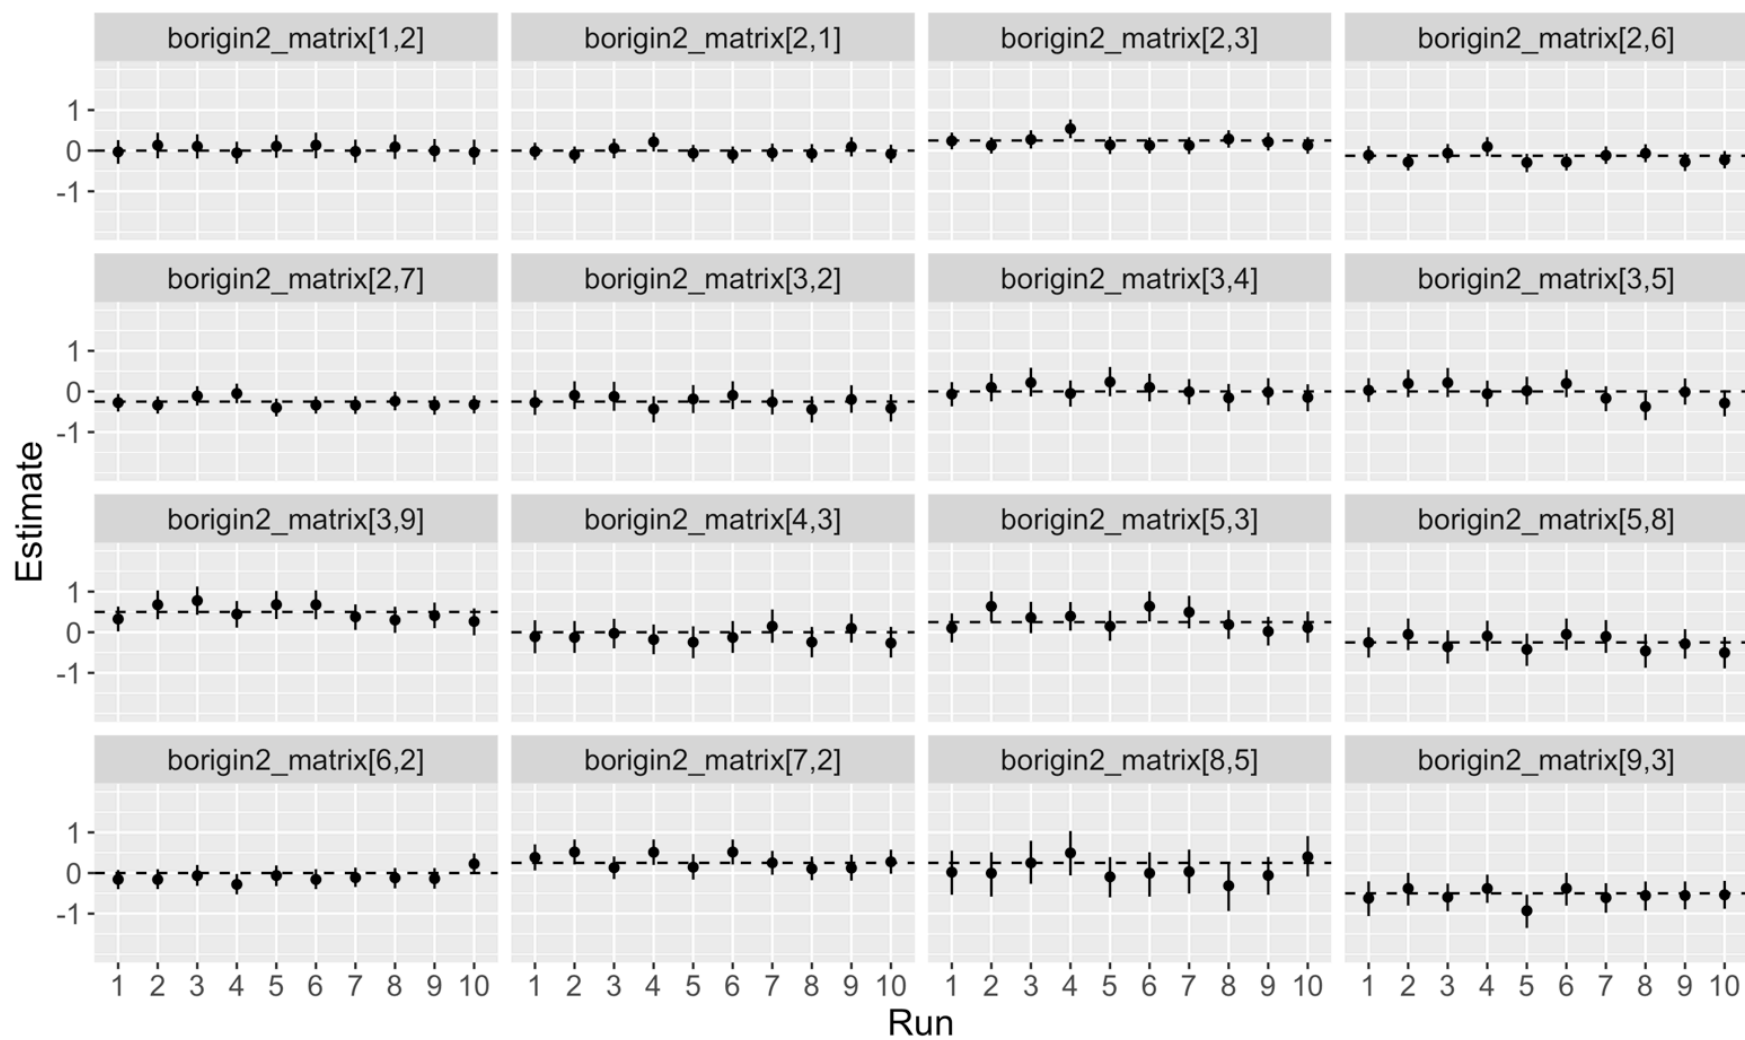 borigin2_matrix[1,2] borigin2_matrix[2,1] borigin2_matrix[2,3] borigin2_matrix[2,6]
1
0
-1
borigin2_matrix[2,7] borigin2_matrix[3,2] borigin2_matrix[3,4] borigin2_matrix[3,5]
1
0
-1
Estimate
borigin2_matrix[3,9] borigin2_matrix[4,3] borigin2_matrix[5,3] borigin2_matrix[5,8]
1
0
-1
borigin2_matrix[6,2] borigin2_matrix[7,2] borigin2_matrix[8,5] borigin2_matrix[9,3]
1
0
-1
1 2 3 4 5 6 7 8 9 10 1 2 3 4 5 6 7 8 9 10 1 2 3 4 5 6 7 8 9 10 1 2 3 4 5 6 7 8 9 10
Run